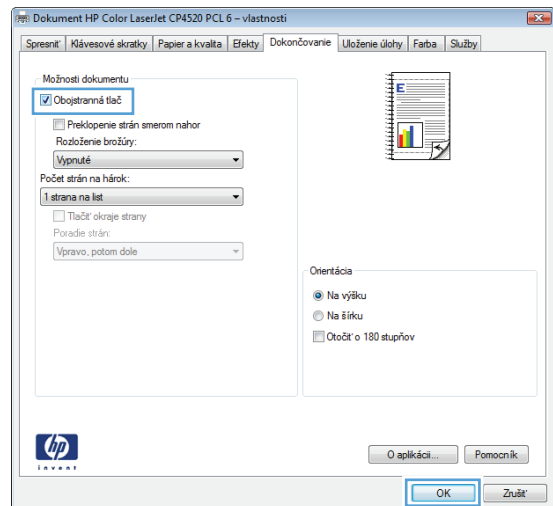 Dokument HP Color LaserJet CP4520 PCL 6 – vlastnosti
Spresniť Klávesové skratky Papier a kvalita Efekty Dokončovanie Uloženie úlohy Farba Služby
Možnosti dokumentu
Obojstranná tlač
Preklopenie strán smerom nahor
Rozloženie brožúry:
Vypnuté
Počet strán na hárok:
1 strana na list
Tlačiť okraje strany
Poradie strán:
Vpravo, potom dole
E
Orientácia
Na výšku
Na šírku
Otočiť o 180 stupňov
hp
invent
O aplikácii... Pomocník
OK Zrušiť